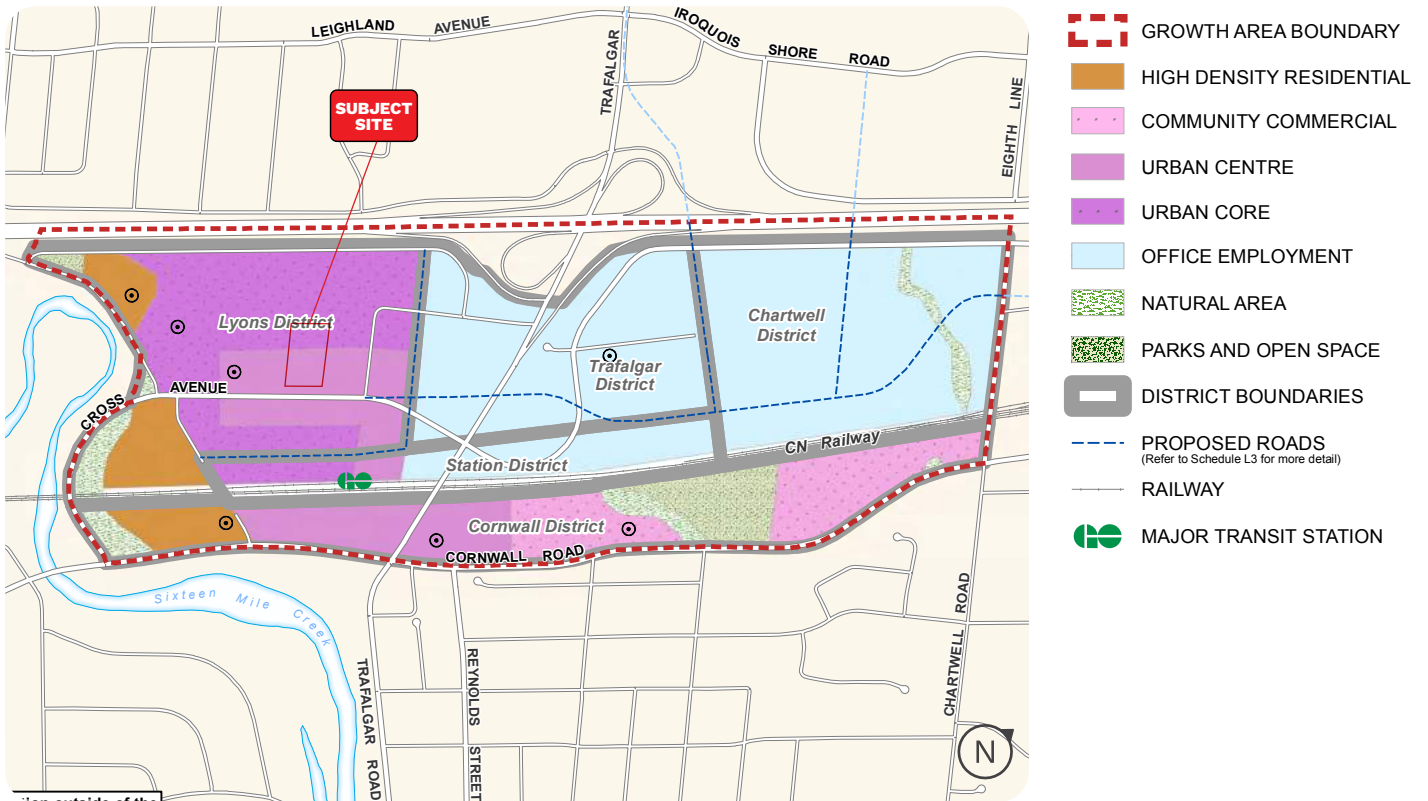 LEIGHLAND AVENUE
IROQUOIS SHORE ROAD
TRAFALGAR
EIGHTH LINE
SUBJECT
SITE
Lyons District
Chartwell
District
Trafalgar
District
CROSS AVENUE
CN Railway
Station District
Cornwall District
CORNWALL ROAD
Sixteen Mile Creek
TRAFALGAR ROAD
REYNOLDS STREET
CHARTWELL ROAD
N
outside of the
GROWTH AREA BOUNDARY
HIGH DENSITY RESIDENTIAL
COMMUNITY COMMERCIAL
URBAN CENTRE
URBAN CORE
OFFICE EMPLOYMENT
NATURAL AREA
PARKS AND OPEN SPACE
DISTRICT BOUNDARIES
PROPOSED ROADS
(Refer to Schedule L3 for more detail)
RAILWAY
MAJOR TRANSIT STATION